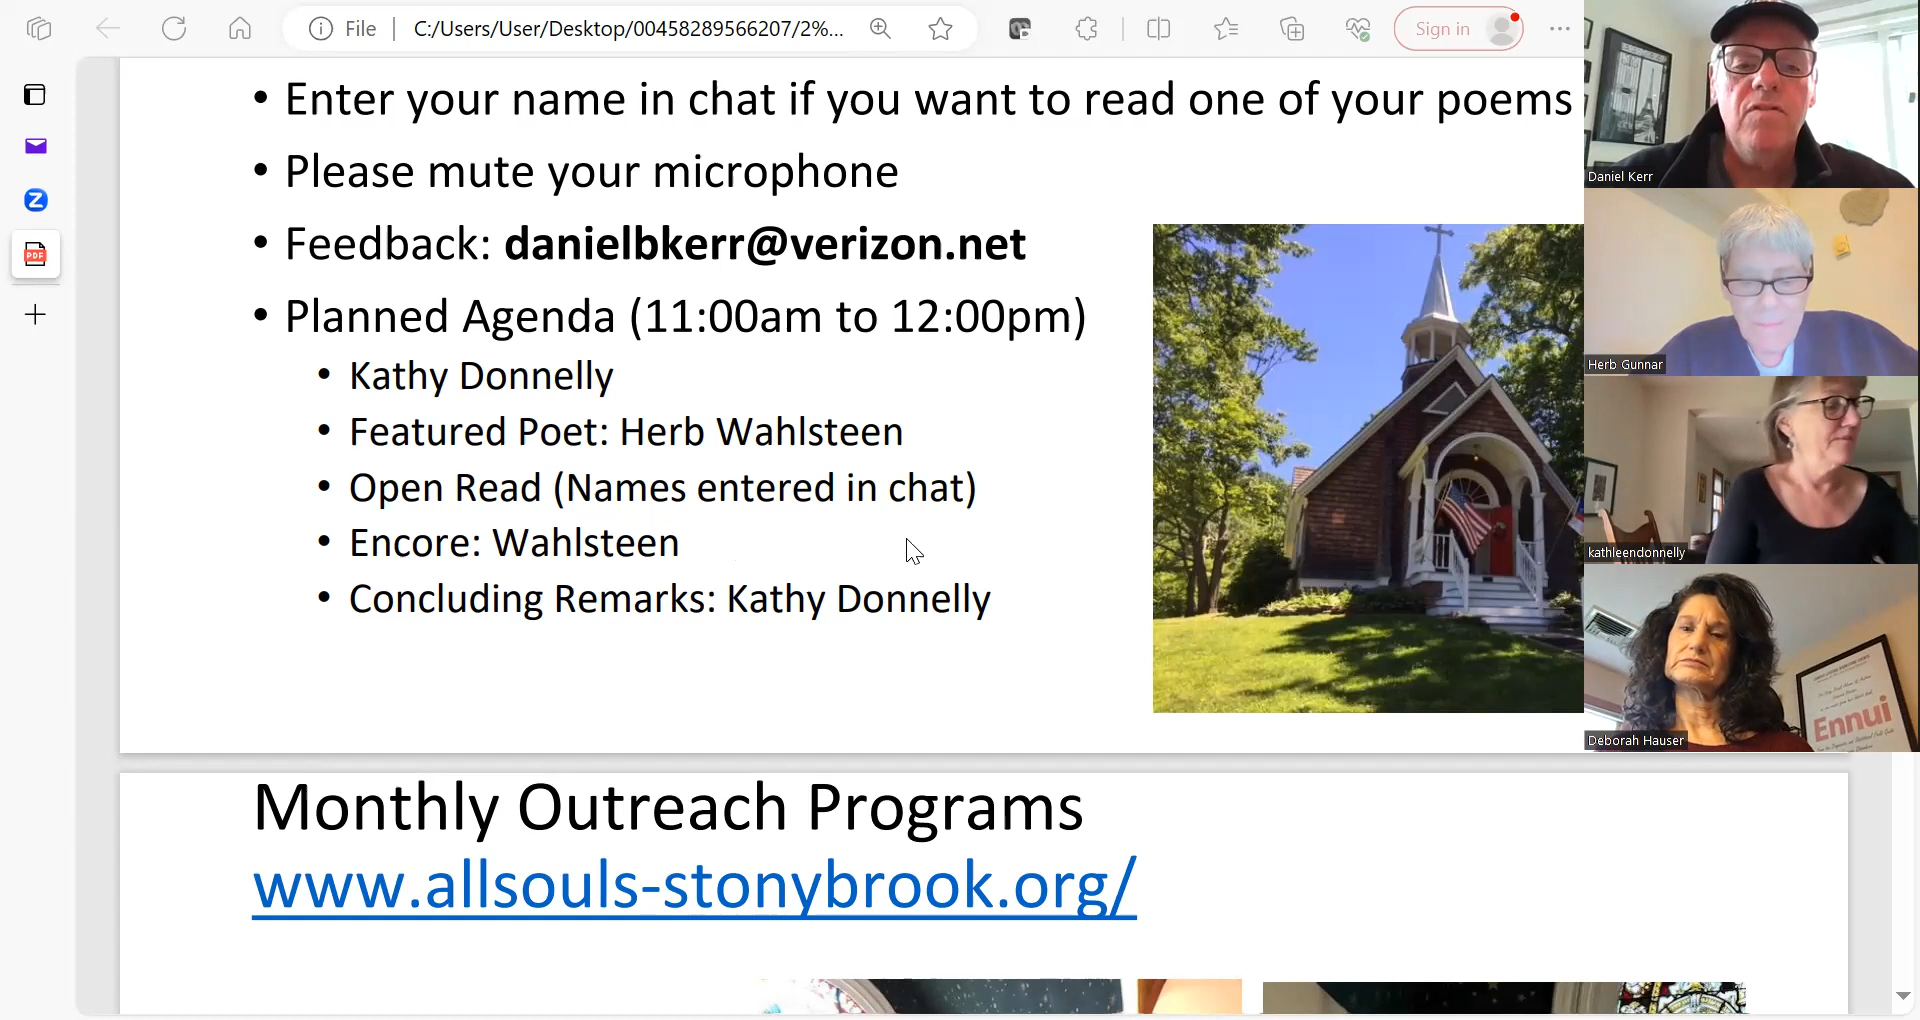 File
C:/Users/User/Desktop/00458289566207/2%...
Sign in
PDF
• Enter your name in chat if you want to read one of your poems
• Please mute your microphone
• Feedback: danielbkerr@verizon.net
• Planned Agenda (11:00am to 12:00pm)
• Kathy Donnelly
• Featured Poet: Herb Wahlsteen
• Open Read (Names entered in chat)
• Encore: Wahlsteen
• Concluding Remarks: Kathy Donnelly
Monthly Outreach Programs
www.allsouls-stonybrook.org/
Daniel Kerr
Herb Gunnar
kathleendonnelly
Ennui
Deborah Hauser